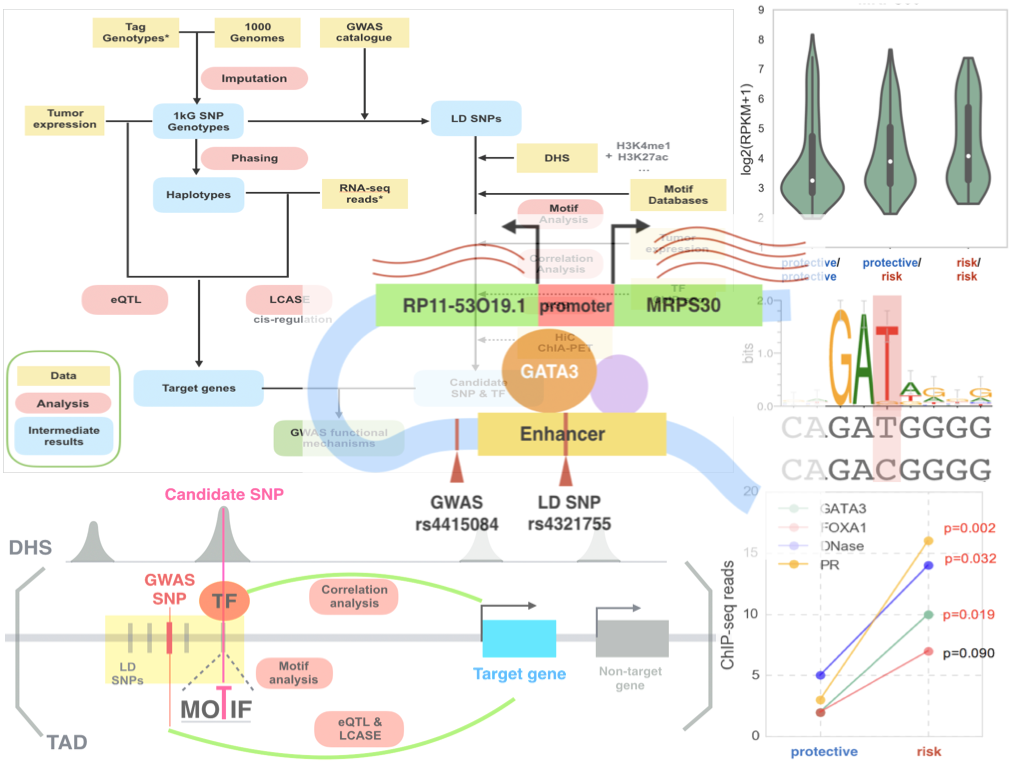 Tag
Genotypes*
1000
Genomes
GWAS
catalogue
Imputation
Tumor
expression
1kG SNP
Genotypes
LD SNPs
Phasing
DHS
H3K4me1
+ H3K27ac
...
Haplotypes
RNA-seq
reads*
Motif
Databases
Motif
Analysis
Tumor
expression
Correlation
Analysis
TF
eQTL
LCASE
cis-regulation
RP11-53O19.1
promoter
MRPS30
HiC
ChIA-PET
GATA3
Data
Analysis
Intermediate
results
Target genes
Candidate
SNP & TF
GWAS functional
mechanisms
Enhancer
GWAS
rs4415084
LD SNP
rs4321755
log2(RPKM+1)
9
8
7
6
5
4
3
2
protective/
protective
protective/
risk
risk/
risk
bits
2.0
1.0
0.0
GAT
CAGATGGGG
CAGACGGGG
Candidate SNP
DHS
GWAS
SNP
TF
Correlation
analysis
LD
SNPs
Motif
analysis
MOTIF
Target gene
Non-target
gene
eQTL &
LCASE
TAD
ChIP-seq reads
20
15
10
5
0
GATA3
FOXA1
DNase
PR
p=0.002
p=0.032
p=0.019
p=0.090
protective
risk